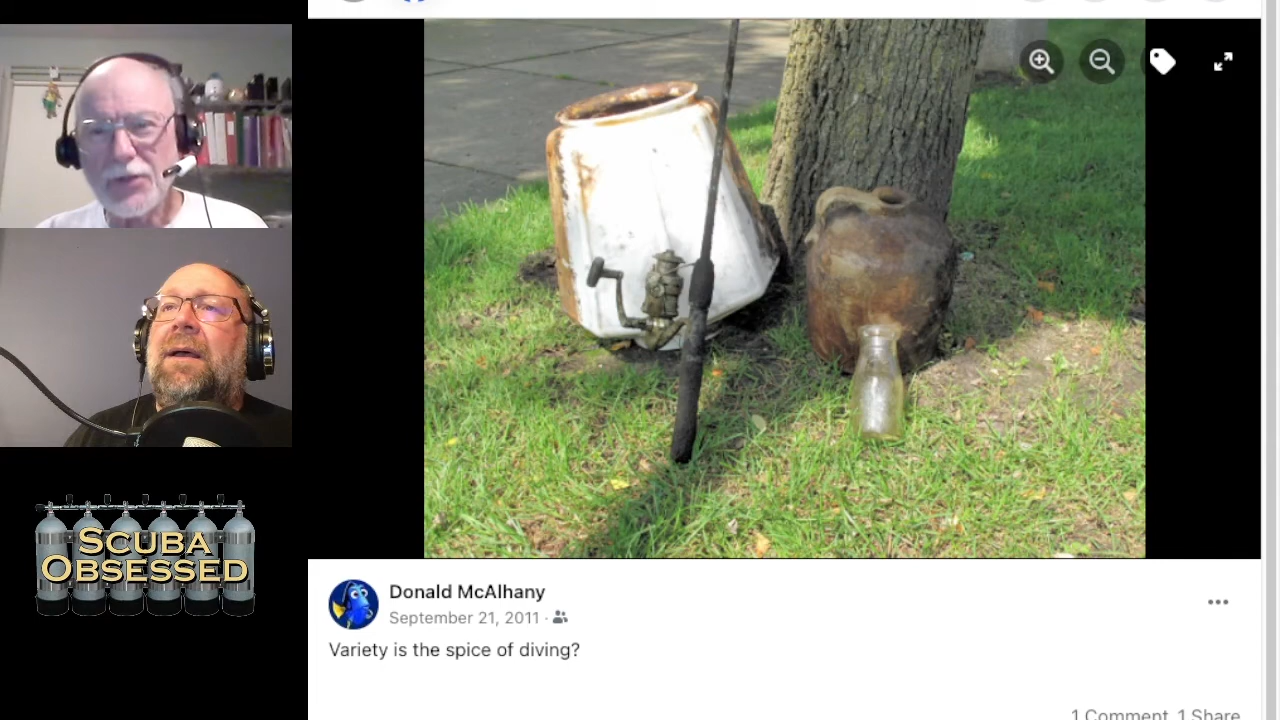 SCUBA
OBSESSED
Donald McAlhany
September 21, 2011 ·
Variety is the spice of diving?
1 Comment 1 Share